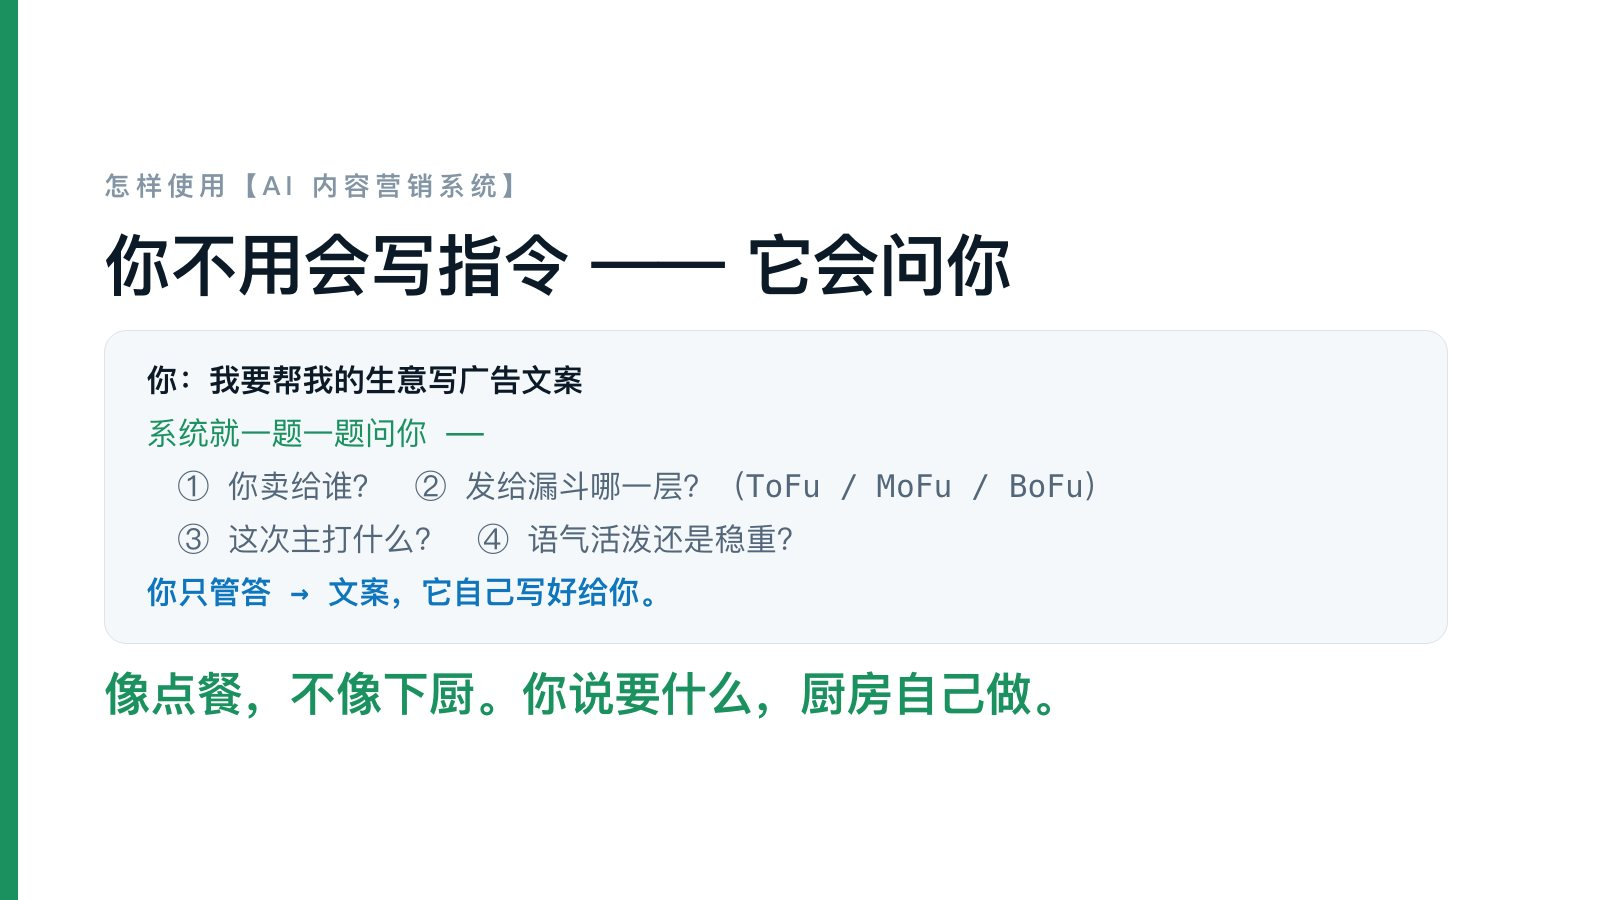 怎样使用【AI 内容营销系统】
你不用会写指令 —— 它会问你
你：我要帮我的生意写广告文案
系统就一题一题问你 ——
① 你卖给谁？ ② 发给漏斗哪一层？（ToFu / MoFu / BoFu）
③ 这次主打什么？ ④ 语气活泼还是稳重？
你只管答 → 文案，它自己写好给你。
像点餐，不像下厨。你说要什么，厨房自己做。